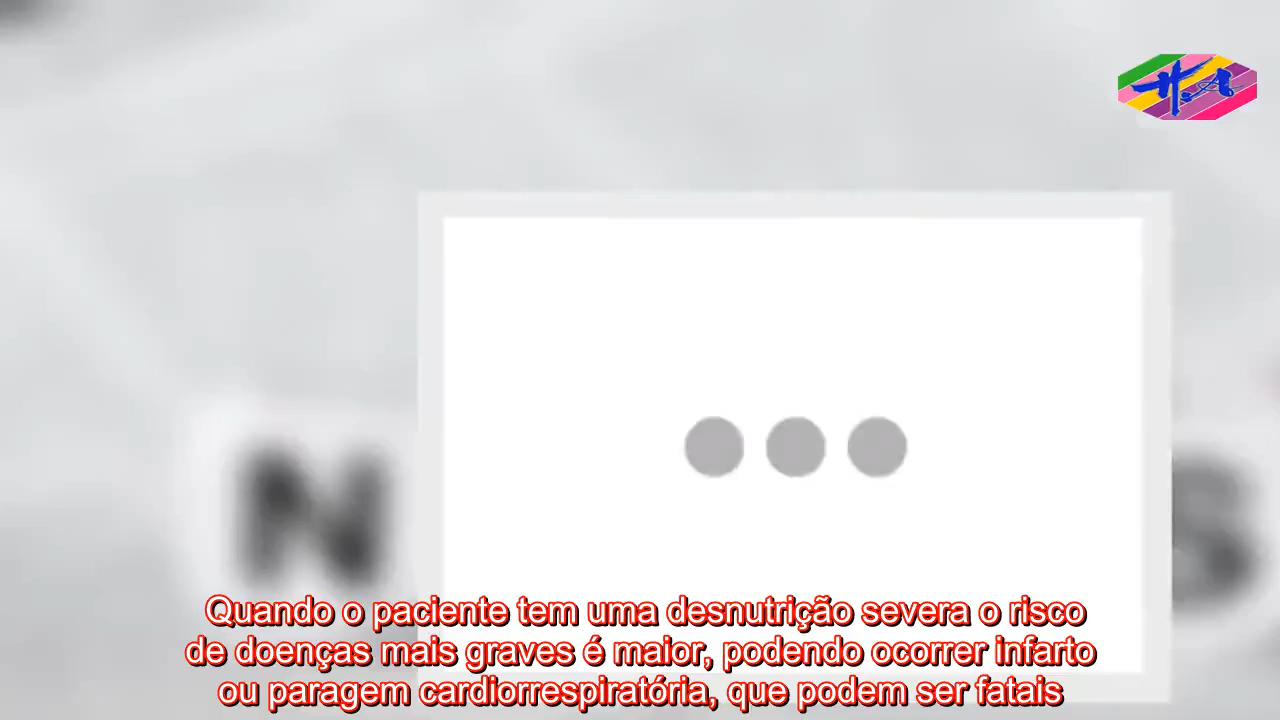 H.A
N
S
Quando o paciente tem uma desnutrição severa o risco
de doenças mais graves é maior, podendo ocorrer infarto
ou paragem cardiorrespiratória, que podem ser fatais